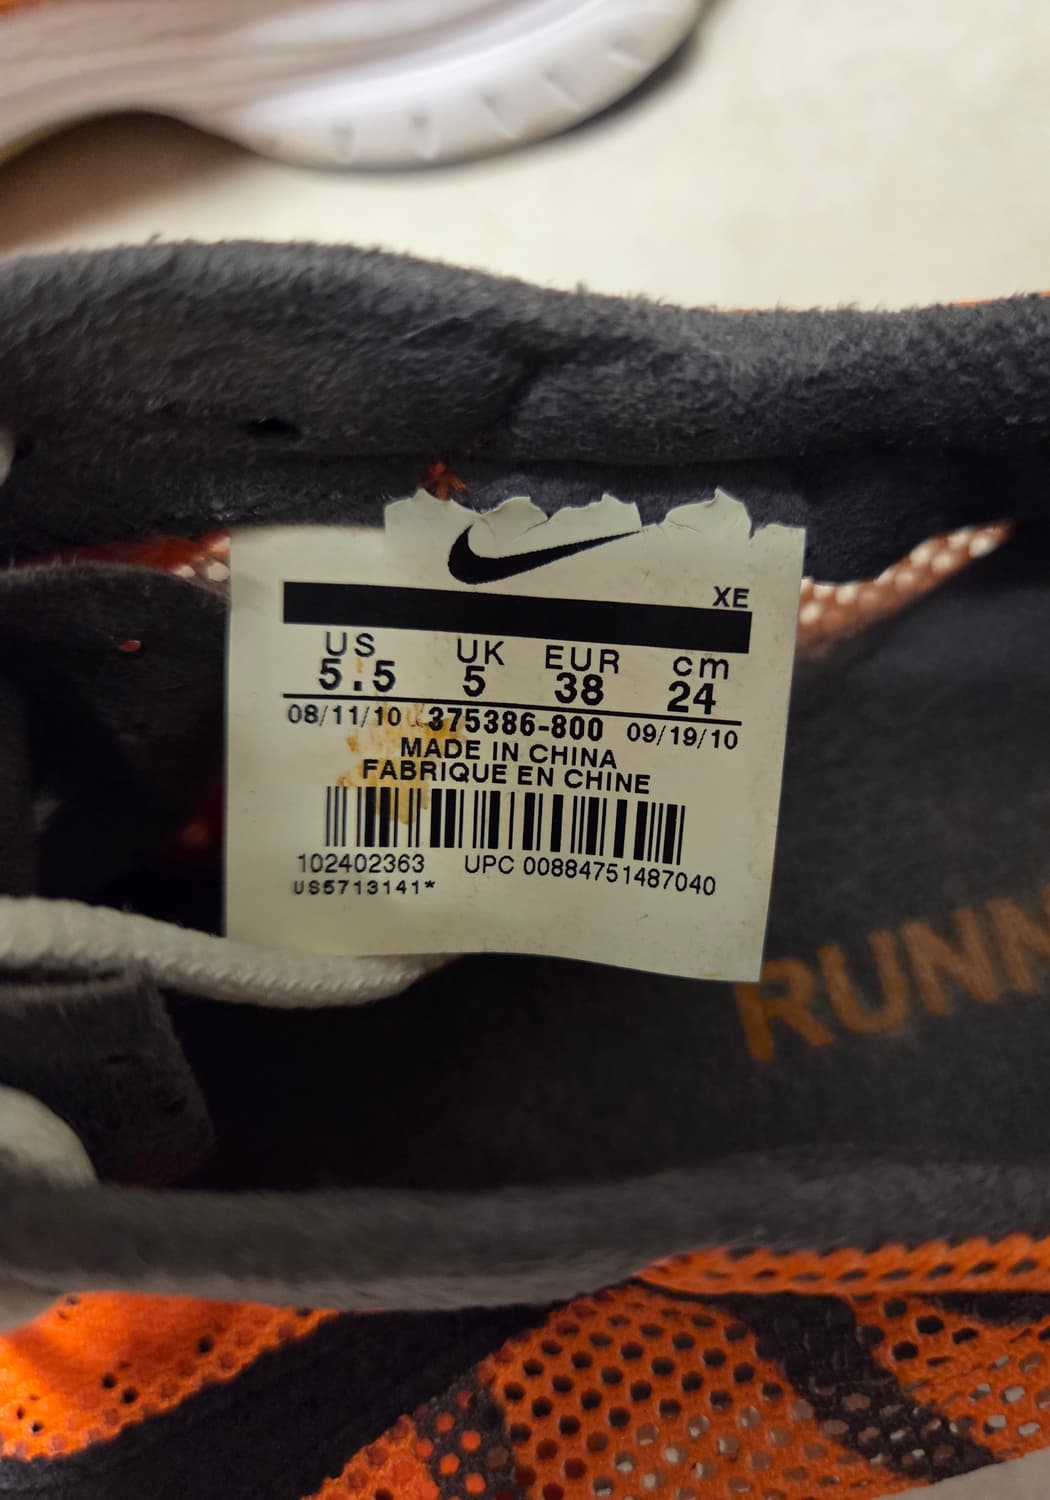 XE
US UK EUR cm
5.5 5 38 24
08/11/10 375386-800 09/19/10
MADE IN CHINA
FABRIQUE EN CHINE
102402363 UPC 00884751487040
US5713141*
RUNN